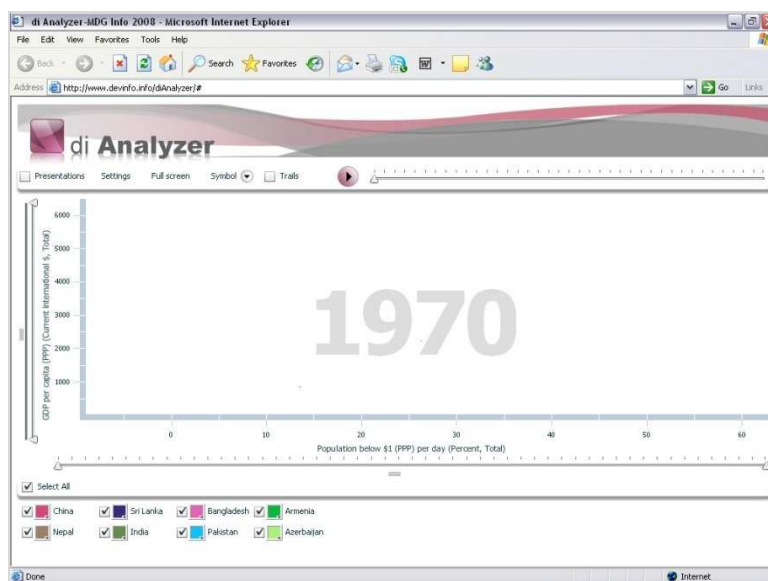 di Analyzer-MDG Info 2008 - Microsoft Internet Explorer
File Edit View Favorites Tools Help
Back Search Favorites
Address http://www.devinfo.info/diAnalyzer/# Go Links
di Analyzer
Presentations Settings Full screen Symbol Trails
GDP per capita (PPP) (Current international $, Total)
6000
5000
4000
3000
2000
1000
1970
0 10 20 30 40 50 60
Population below $1 (PPP) per day (Percent, Total)
Select All
China Sri Lanka Bangladesh Armenia
Nepal India Pakistan Azerbaijan
Done Internet